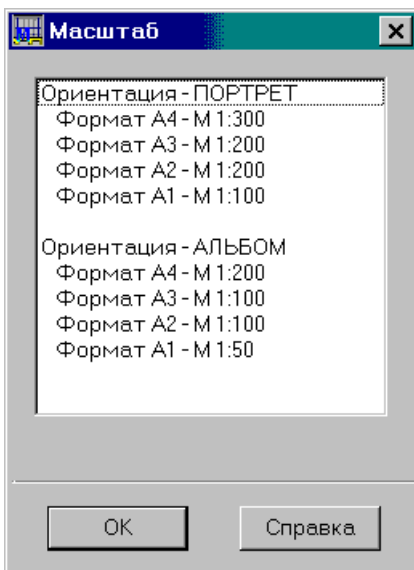 Масштаб
Ориентация - ПОРТРЕТ
Формат А4 - М 1:300
Формат А3 - М 1:200
Формат А2 - М 1:200
Формат А1 - М 1:100
Ориентация - АЛЬБОМ
Формат А4 - М 1:200
Формат А3 - М 1:100
Формат А2 - М 1:100
Формат А1 - М 1:50
OK
Справка